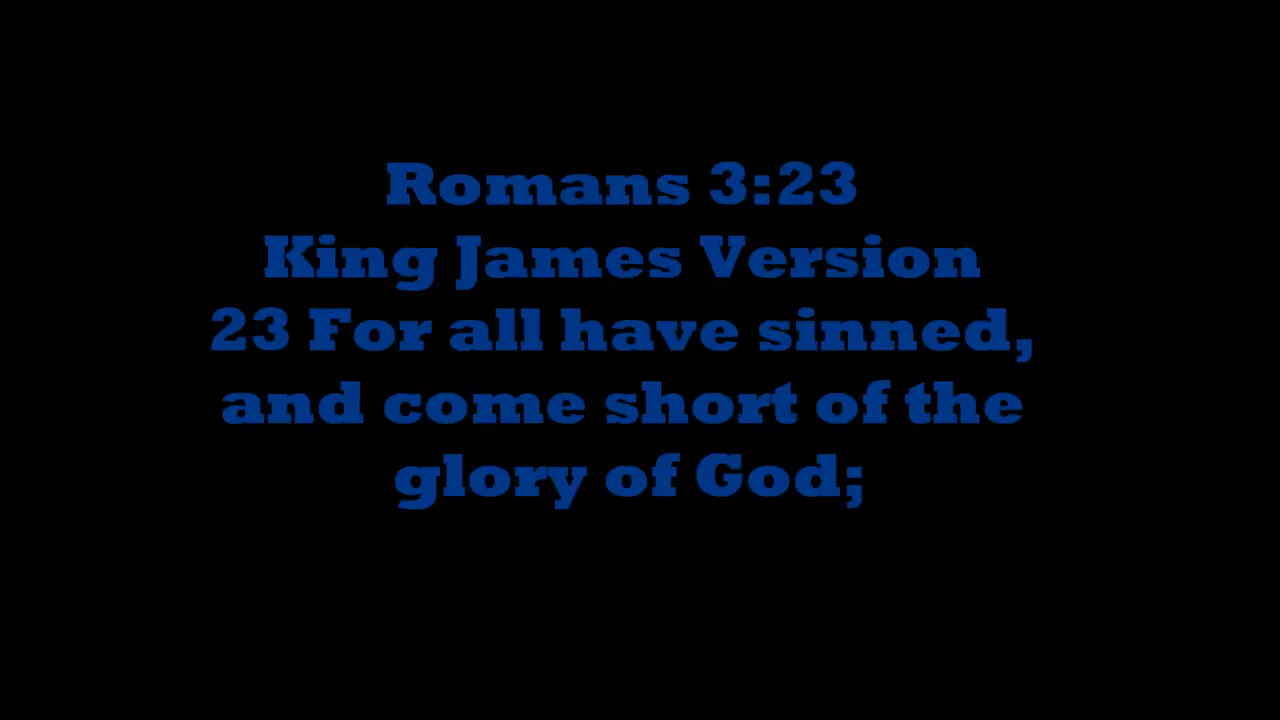 Romans 3:23
King James Version
23 For all have sinned,
and come short of the
glory of God;